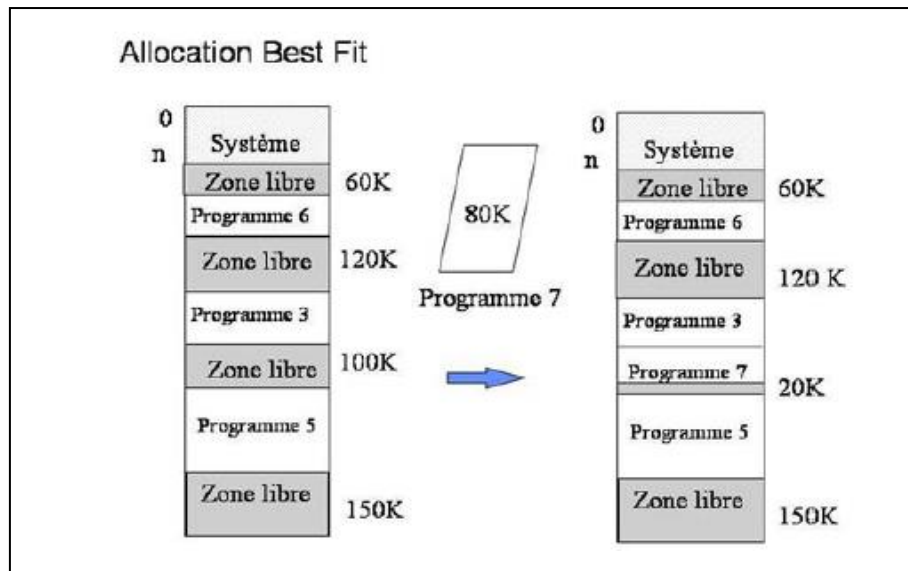 Allocation Best Fit
0
n
Système
Zone libre 60K
Programme 6
Zone libre 120K
Programme 3
Zone libre 100K
Programme 5
Zone libre 150K
80K
Programme 7
0
n
Système
Zone libre 60K
Programme 6
Zone libre 120 K
Programme 3
Programme 7
20K
Programme 5
Zone libre 150K